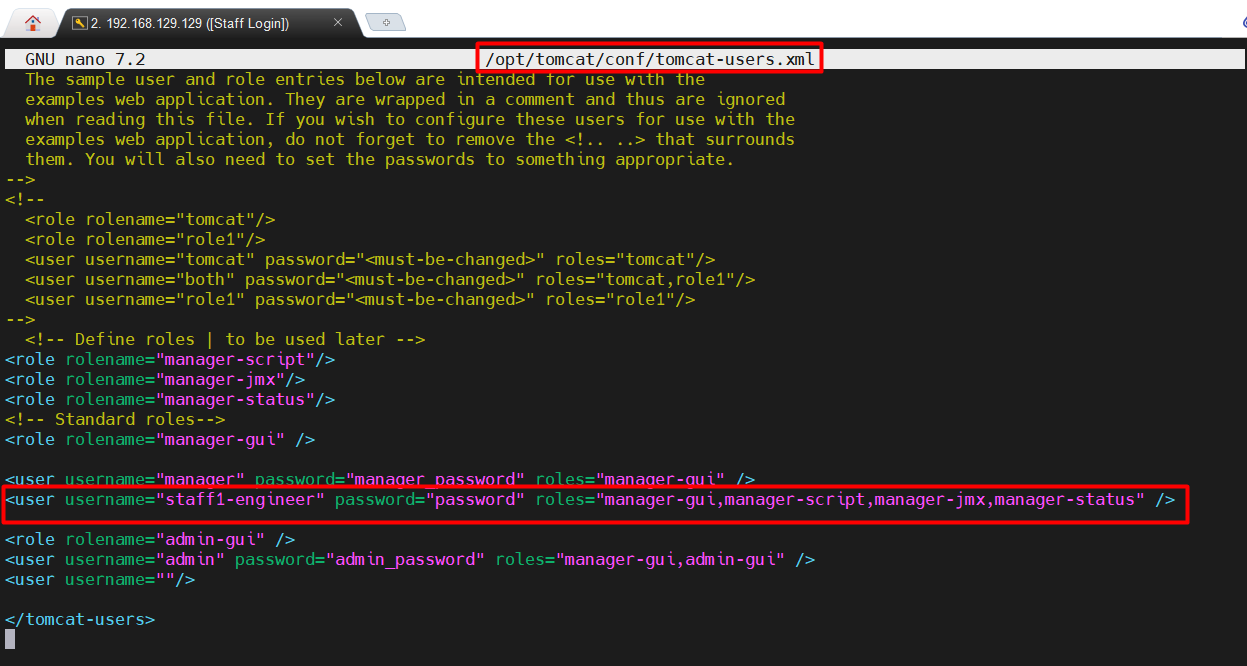 2. 192.168.129.129 ([Staff Login])
GNU nano 7.2 /opt/tomcat/conf/tomcat-users.xml
The sample user and role entries below are intended for use with the
examples web application. They are wrapped in a comment and thus are ignored
when reading this file. If you wish to configure these users for use with the
examples web application, do not forget to remove the <!.. ..> that surrounds
them. You will also need to set the passwords to something appropriate.
-->
<!--
<role rolename="tomcat"/>
<role rolename="role1"/>
<user username="tomcat" password="<must-be-changed>" roles="tomcat"/>
<user username="both" password="<must-be-changed>" roles="tomcat,role1"/>
<user username="role1" password="<must-be-changed>" roles="role1"/>
-->
<!-- Define roles | to be used later -->
<role rolename="manager-script"/>
<role rolename="manager-jmx"/>
<role rolename="manager-status"/>
<!-- Standard roles-->
<role rolename="manager-gui" />
<user username="manager" password="manager_password" roles="manager-gui" />
<user username="staff1-engineer" password="password" roles="manager-gui,manager-script,manager-jmx,manager-status" />
<role rolename="admin-gui" />
<user username="admin" password="admin_password" roles="manager-gui,admin-gui" />
<user username=""/>
</tomcat-users>